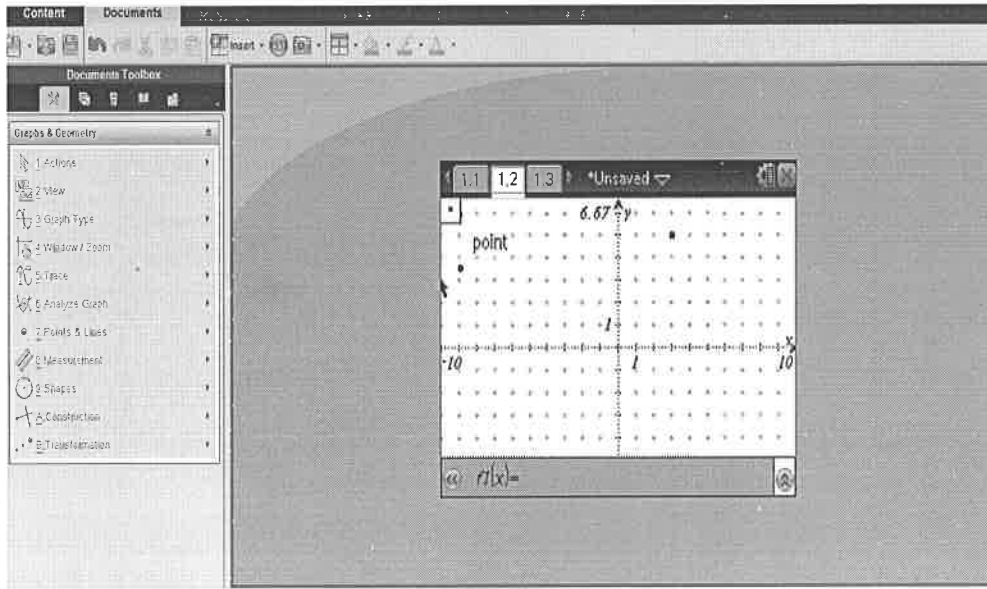 Content Documents
Insert
Documents Toolbox
Graphs & Geometry
1 Actions
2 View
3 Graph Type
4 Window / Zoom
5 Trace
6 Analyze Graph
7 Points & Lines
8 Measurement
9 Shapes
A Construction
B Transformation
1.1 1.2 1.3 *Unsaved
6.67 y
point
1
x
-10 1 10
f1(x)=